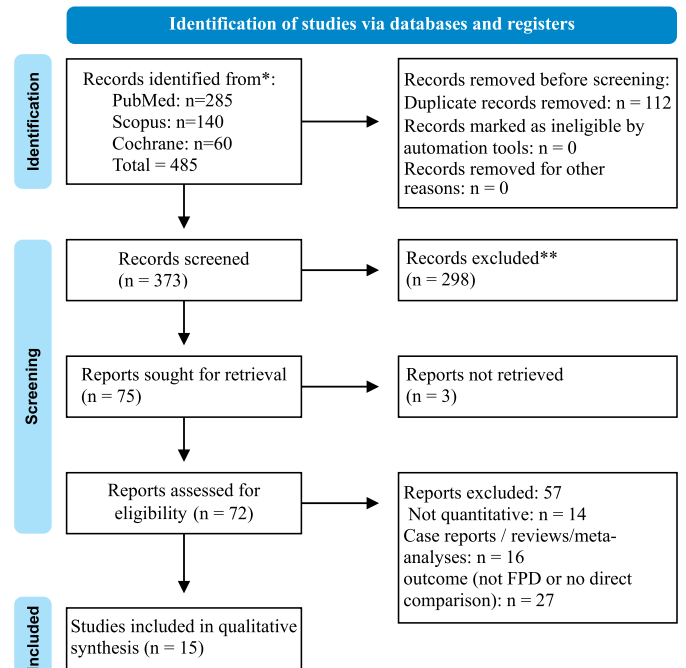 Identification of studies via databases and registers
Identification
Records identified from*:
PubMed: n=285
Scopus: n=140
Cochrane: n=60
Total = 485
Records removed before screening:
Duplicate records removed: n = 112
Records marked as ineligible by
automation tools: n = 0
Records removed for other
reasons: n = 0
Screening
Records screened
(n = 373)
Records excluded**
(n = 298)
Reports sought for retrieval
(n = 75)
Reports not retrieved
(n = 3)
Reports assessed for
eligibility (n = 72)
Reports excluded: 57
Not quantitative: n = 14
Case reports / reviews/meta-
analyses: n = 16
outcome (not FPD or no direct
comparison): n = 27
Included
Studies included in qualitative
synthesis (n = 15)